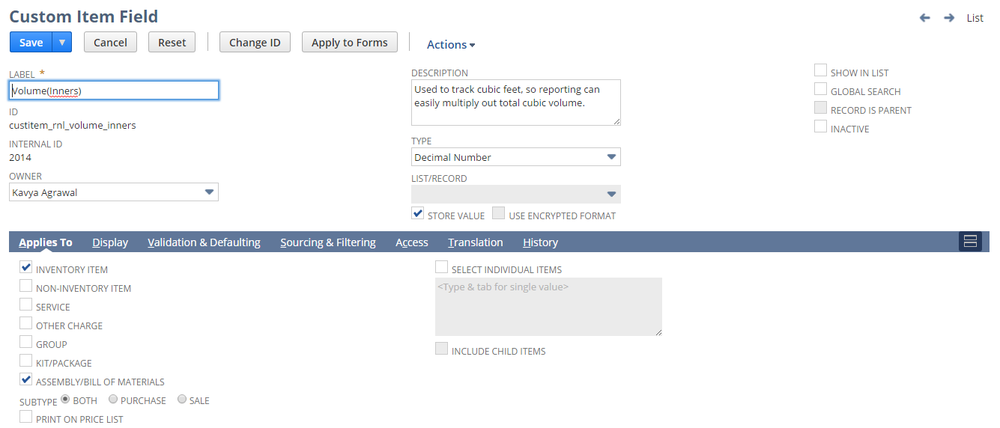 Custom Item Field
List
Save
Cancel
Reset
Change ID
Apply to Forms
Actions
LABEL *
Volume(Inners)
ID
custitem_rnl_volume_inners
INTERNAL ID
2014
OWNER
Kavya Agrawal
DESCRIPTION
Used to track cubic feet, so reporting can
easily multiply out total cubic volume.
TYPE
Decimal Number
LIST/RECORD
STORE VALUE
USE ENCRYPTED FORMAT
SHOW IN LIST
GLOBAL SEARCH
RECORD IS PARENT
INACTIVE
Applies To
Display
Validation & Defaulting
Sourcing & Filtering
Access
Translation
History
INVENTORY ITEM
NON-INVENTORY ITEM
SERVICE
OTHER CHARGE
GROUP
KIT/PACKAGE
ASSEMBLY/BILL OF MATERIALS
SUBTYPE BOTH PURCHASE SALE
PRINT ON PRICE LIST
SELECT INDIVIDUAL ITEMS
<Type & tab for single value>
INCLUDE CHILD ITEMS